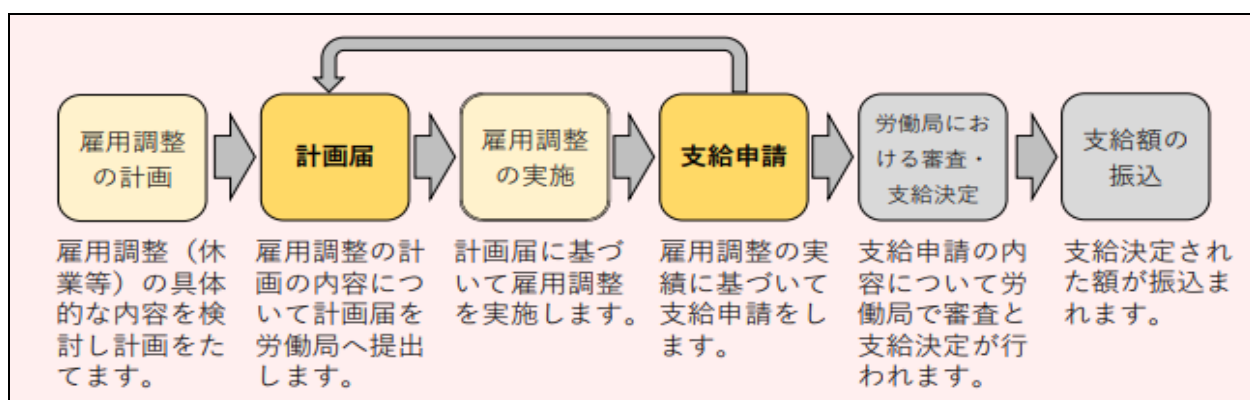 雇用調整
の計画
計画届
雇用調整
の実施
支給申請
労働局にお
ける審査・
支給決定
支給額の
振込
雇用調整（休
業等）の具体
的な内容を検
討し計画をた
てます。
雇用調整の計
画の内容につ
いて計画届を
労働局へ提出
します。
計画届に基づ
いて雇用調整
を実施します。
雇用調整の実
績に基づいて
支給申請をし
ます。
支給申請の内
容について労
働局で審査と
支給決定が行
われます。
支給決定され
た額が振込ま
れます。